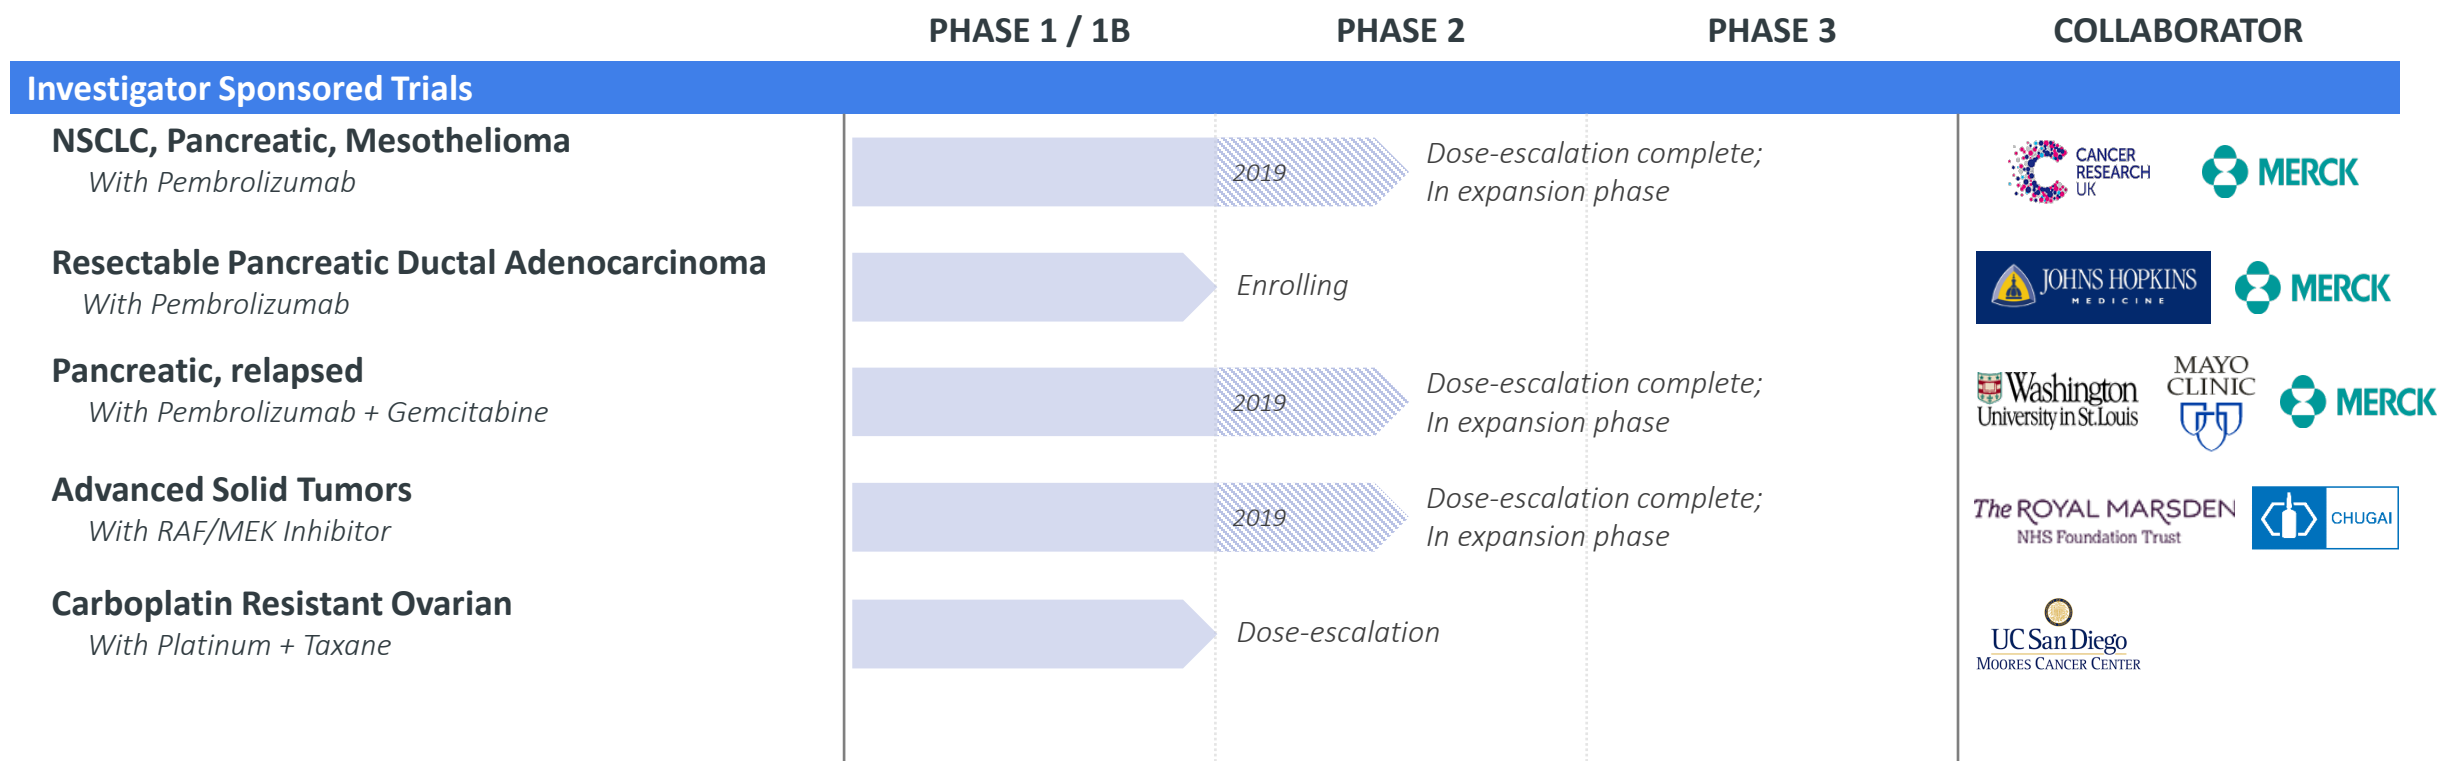 PHASE 1 / 1B
PHASE 2
PHASE 3
COLLABORATOR
Investigator Sponsored Trials
NSCLC, Pancreatic, Mesothelioma
With Pembrolizumab
2019
Dose-escalation complete;
In expansion phase
CANCER
RESEARCH
UK
MERCK
Resectable Pancreatic Ductal Adenocarcinoma
With Pembrolizumab
Enrolling
JOHNS HOPKINS
MEDICINE
MERCK
Pancreatic, relapsed
With Pembrolizumab + Gemcitabine
2019
Dose-escalation complete;
In expansion phase
Washington
University in St. Louis
MAYO
CLINIC
MERCK
Advanced Solid Tumors
With RAF/MEK Inhibitor
2019
Dose-escalation complete;
In expansion phase
The ROYAL MARSDEN
NHS Foundation Trust
CHUGAI
Carboplatin Resistant Ovarian
With Platinum + Taxane
Dose-escalation
UC San Diego
MOORES CANCER CENTER